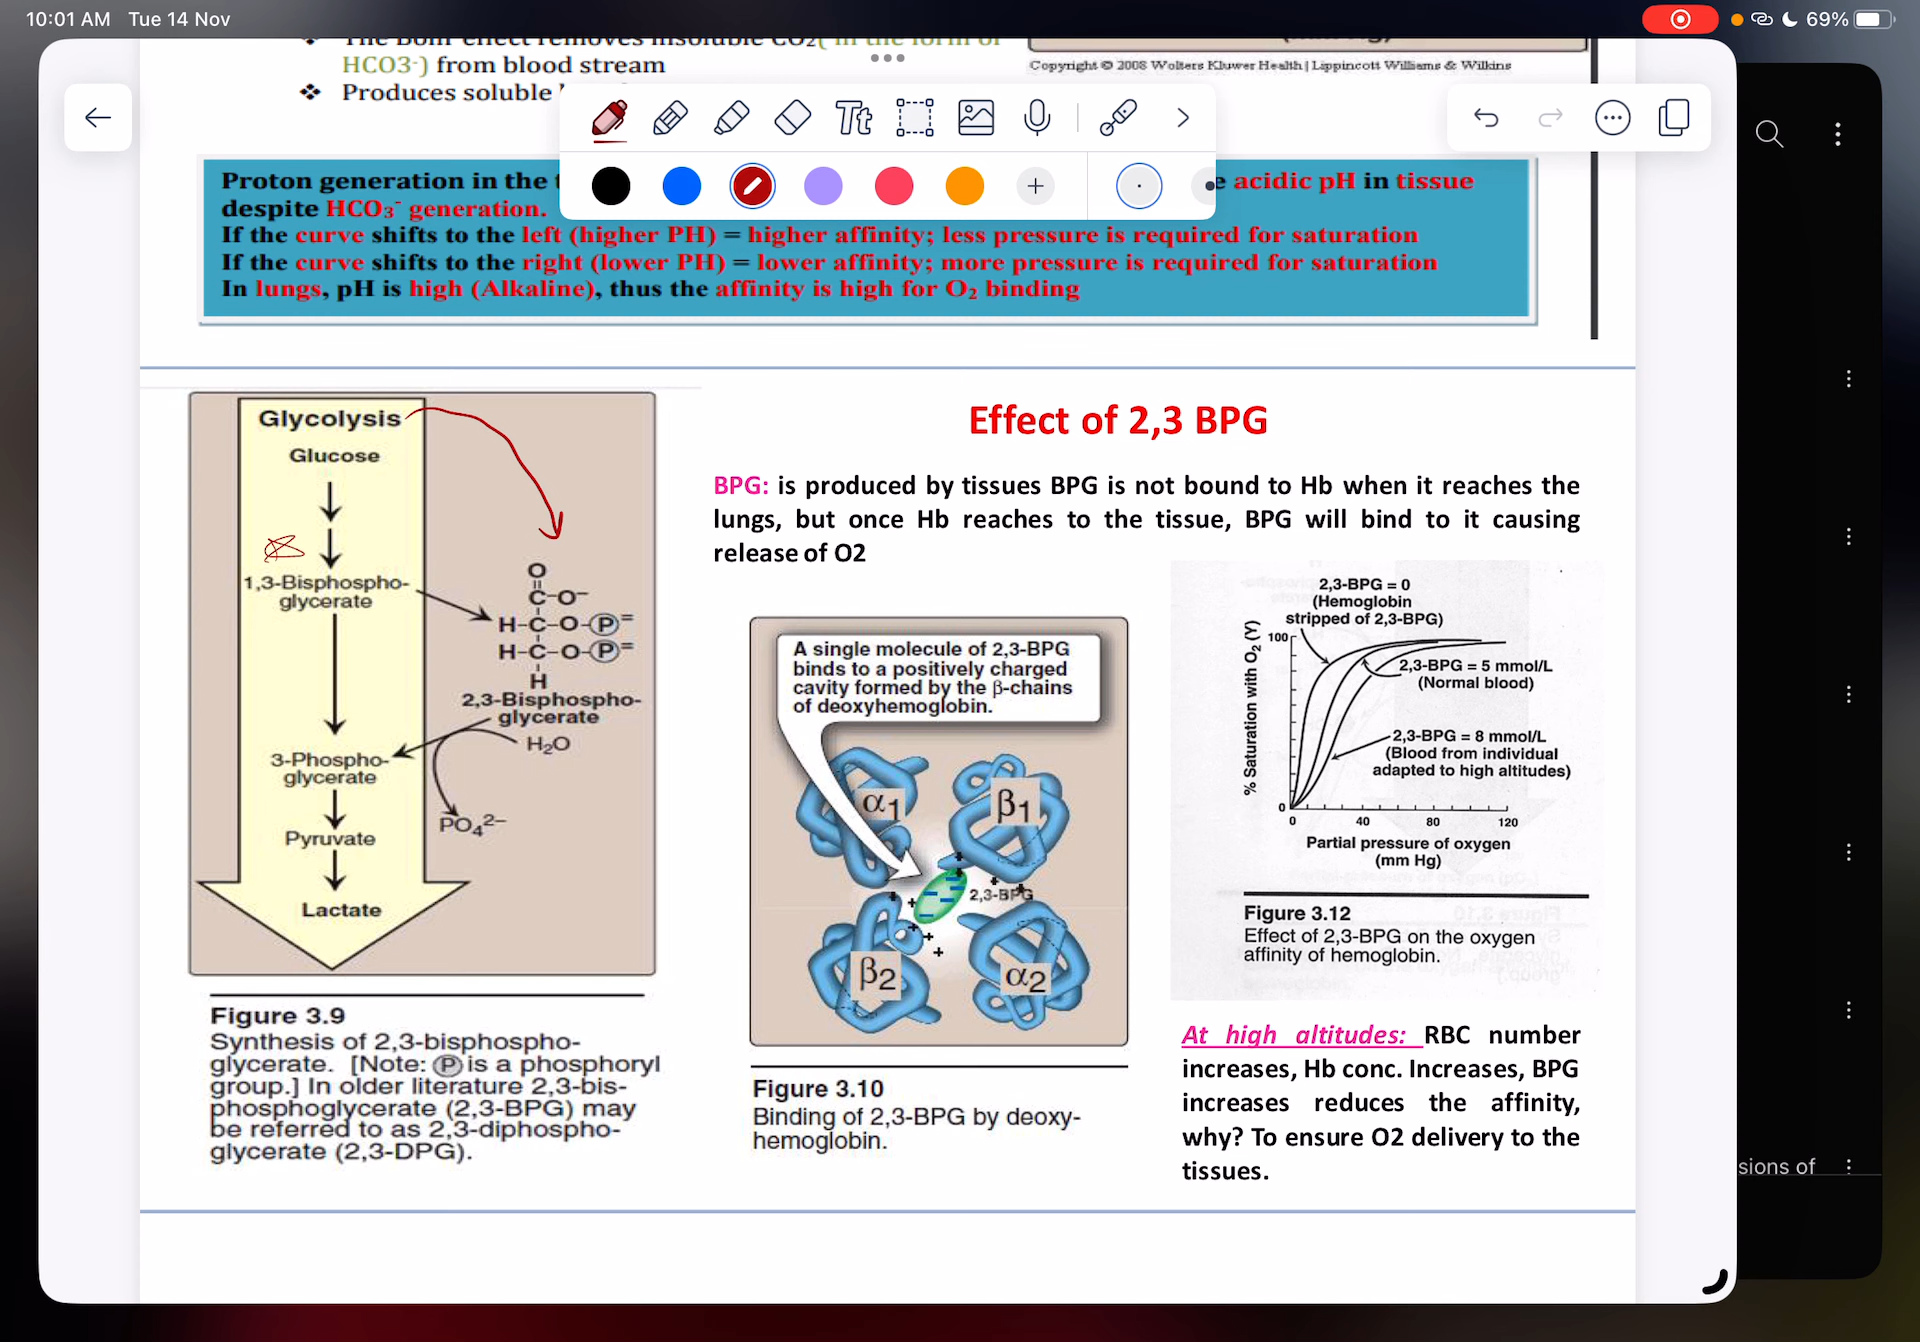 10:01 AM Tue 14 Nov
69%
The Bohr effect removes insoluble CO2( in the form of
HCO3-) from blood stream
Produces soluble
Copyright © 2008 Wolters Kluwer Health | Lippincott Williams & Wilkins
Tt
Proton generation in the
e acidic pH in tissue
despite HCO3- generation.
If the curve shifts to the left (higher PH) = higher affinity; less pressure is required for saturation
If the curve shifts to the right (lower PH) = lower affinity; more pressure is required for saturation
In lungs, pH is high (Alkaline), thus the affinity is high for O2 binding
Glycolysis
Glucose
1,3-Bisphospho-
glycerate
O
C-O-
H-C-O-P=
H-C-O-P=
H
2,3-Bisphospho-
glycerate
H2O
3-Phospho-
glycerate
PO4 2-
Pyruvate
Lactate
Figure 3.9
Synthesis of 2,3-bisphospho-
glycerate. [Note: P is a phosphoryl
group.] In older literature 2,3-bis-
phosphoglycerate (2,3-BPG) may
be referred to as 2,3-diphospho-
glycerate (2,3-DPG).
Effect of 2,3 BPG
BPG: is produced by tissues BPG is not bound to Hb when it reaches the
lungs, but once Hb reaches to the tissue, BPG will bind to it causing
release of O2
A single molecule of 2,3-BPG
binds to a positively charged
cavity formed by the β-chains
of deoxyhemoglobin.
α1
β1
2,3-BPG
β2
α2
Figure 3.10
Binding of 2,3-BPG by deoxy-
hemoglobin.
2,3-BPG = 0
(Hemoglobin
stripped of 2,3-BPG)
100
2,3-BPG = 5 mmol/L
(Normal blood)
2,3-BPG = 8 mmol/L
(Blood from individual
adapted to high altitudes)
% Saturation with O2 (Y)
0
0 40 80 120
Partial pressure of oxygen
(mm Hg)
Figure 3.12
Effect of 2,3-BPG on the oxygen
affinity of hemoglobin.
At high altitudes: RBC number
increases, Hb conc. Increases, BPG
increases reduces the affinity,
why? To ensure O2 delivery to the
tissues.
sions of